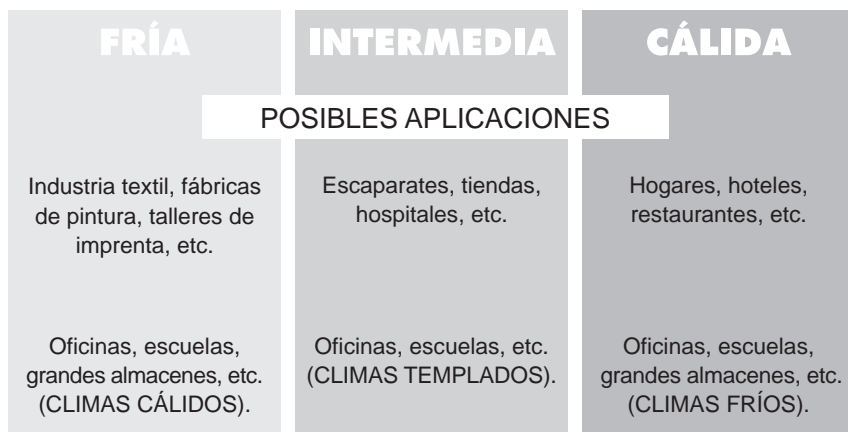 FRÍA
INTERMEDIA
CÁLIDA
POSIBLES APLICACIONES
Industria textil, fábricas
de pintura, talleres de
imprenta, etc.
Escaparates, tiendas,
hospitales, etc.
Hogares, hoteles,
restaurantes, etc.
Oficinas, escuelas,
grandes almacenes, etc.
(CLIMAS CÁLIDOS).
Oficinas, escuelas, etc.
(CLIMAS TEMPLADOS).
Oficinas, escuelas,
grandes almacenes, etc.
(CLIMAS FRÍOS).